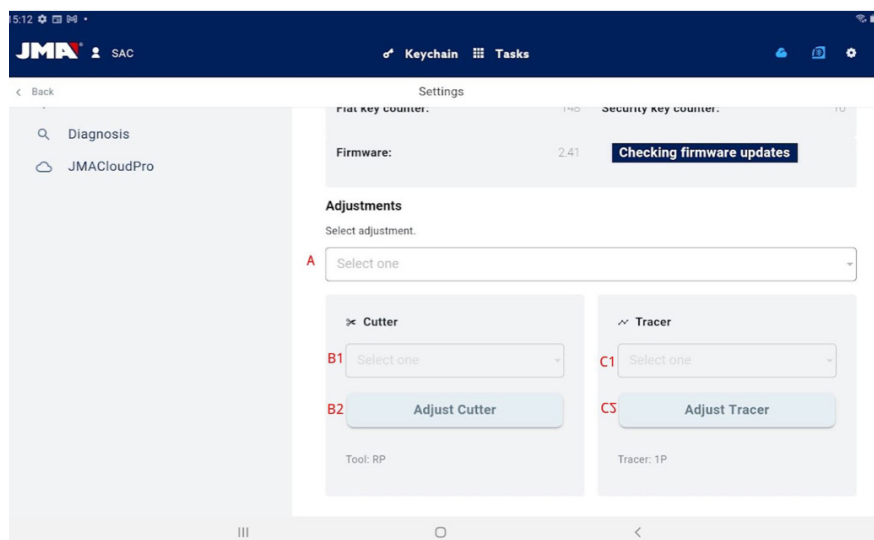 15:12
JMA SAC Keychain Tasks
Back Settings
Flat key counter: 148 Security key counter: 10
Diagnosis
JMACloudPro
Firmware: 2.41 Checking firmware updates
Adjustments
Select adjustment.
A Select one
Cutter Tracer
B1 Select one C1 Select one
B2 Adjust Cutter C2 Adjust Tracer
Tool: RP Tracer: 1P